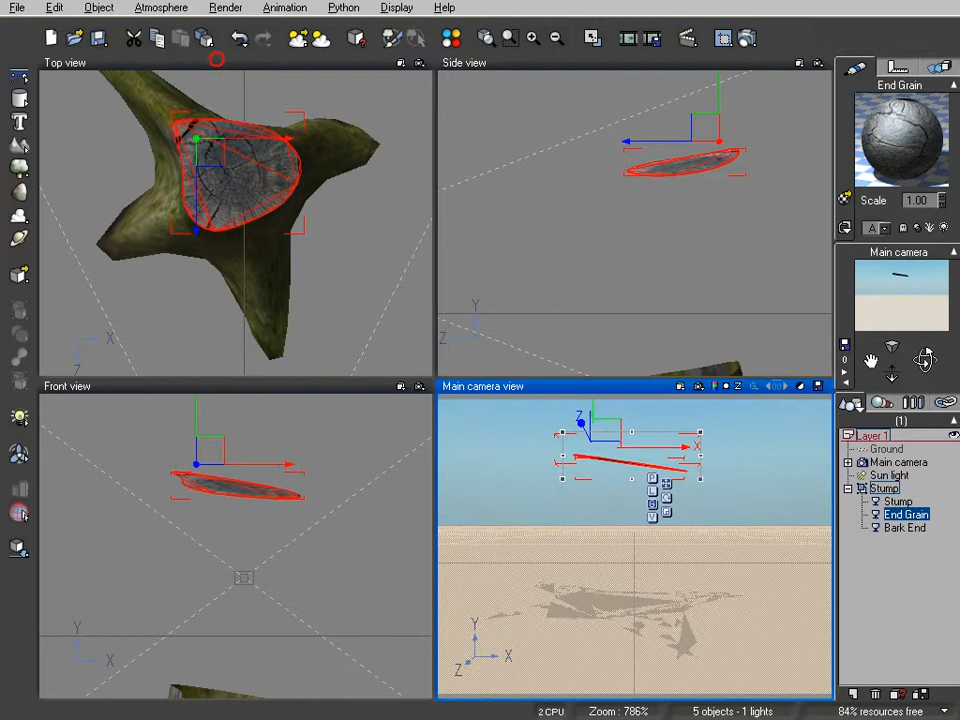 File Edit Object Atmosphere Render Animation Python Display Help
Top view
Side view
End Grain
Scale 1.00
A
Main camera
X
Z
Y
Z
0
Front view
Main camera view
Z
G
Z
X
P
L
(1)
Layer 1
Ground
Main camera
Sun light
Stump
Stump
End Grain
Bark End
Y
X
Y
X
Z
2 CPU Zoom : 786% 5 objects - 1 lights 84% resources free